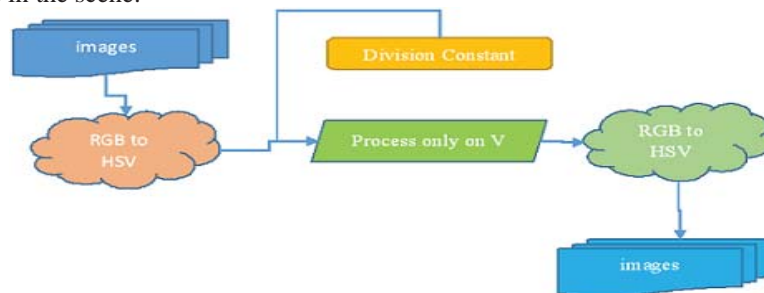 in the scene.
images
Division Constant
RGB to
HSV
Process only on V
RGB to
HSV
images